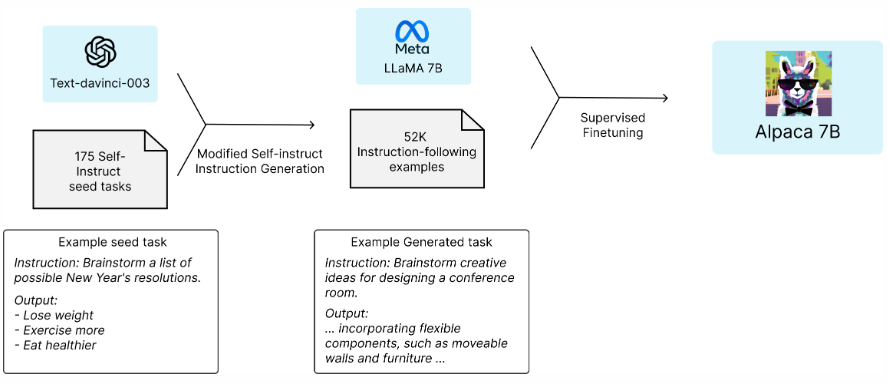 Text-davinci-003
175 Self-
Instruct
seed tasks
Modified Self-instruct
Instruction Generation
Meta
LLaMA 7B
52K
Instruction-following
examples
Supervised
Finetuning
Alpaca 7B
Example seed task
Instruction: Brainstorm a list of
possible New Year's resolutions.
Output:
- Lose weight
- Exercise more
- Eat healthier
Example Generated task
Instruction: Brainstorm creative
ideas for designing a conference
room.
Output:
... incorporating flexible
components, such as moveable
walls and furniture ...